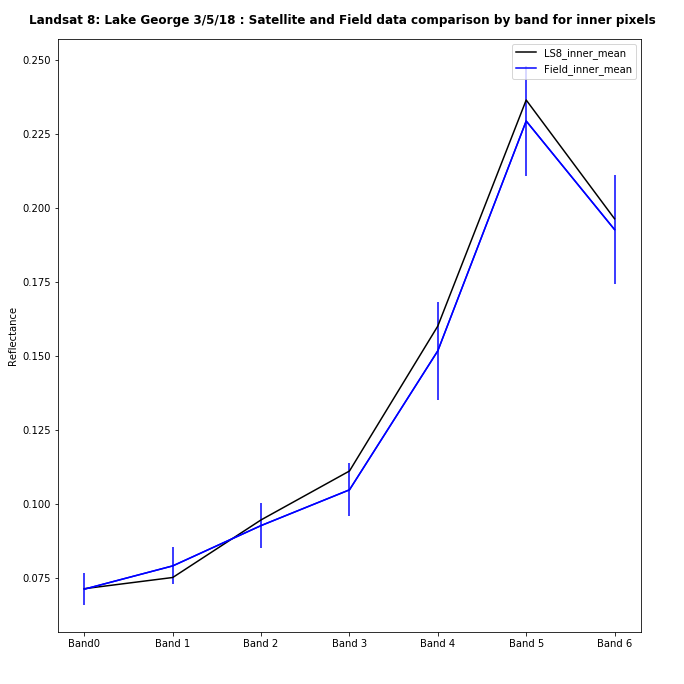 Landsat 8: Lake George 3/5/18 : Satellite and Field data comparison by band for inner pixels
LS8_inner_mean
Field_inner_mean
0.250
0.225
0.200
0.175
0.150
0.125
0.100
0.075
Reflectance
Band0 Band 1 Band 2 Band 3 Band 4 Band 5 Band 6